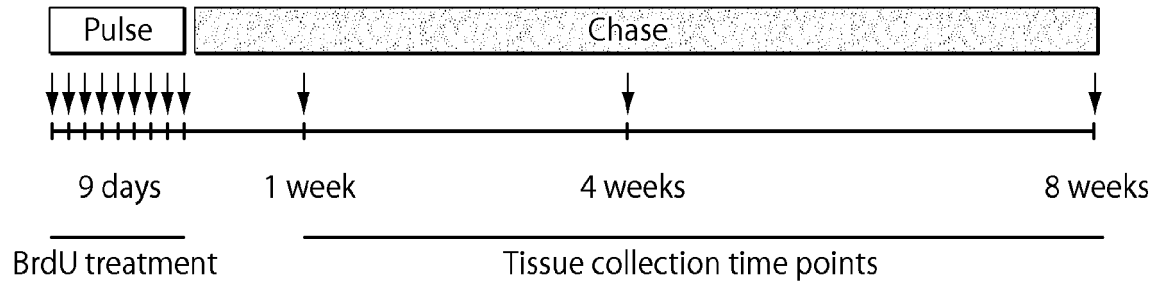 Pulse
Chase
9 days
1 week
4 weeks
8 weeks
BrdU treatment
Tissue collection time points